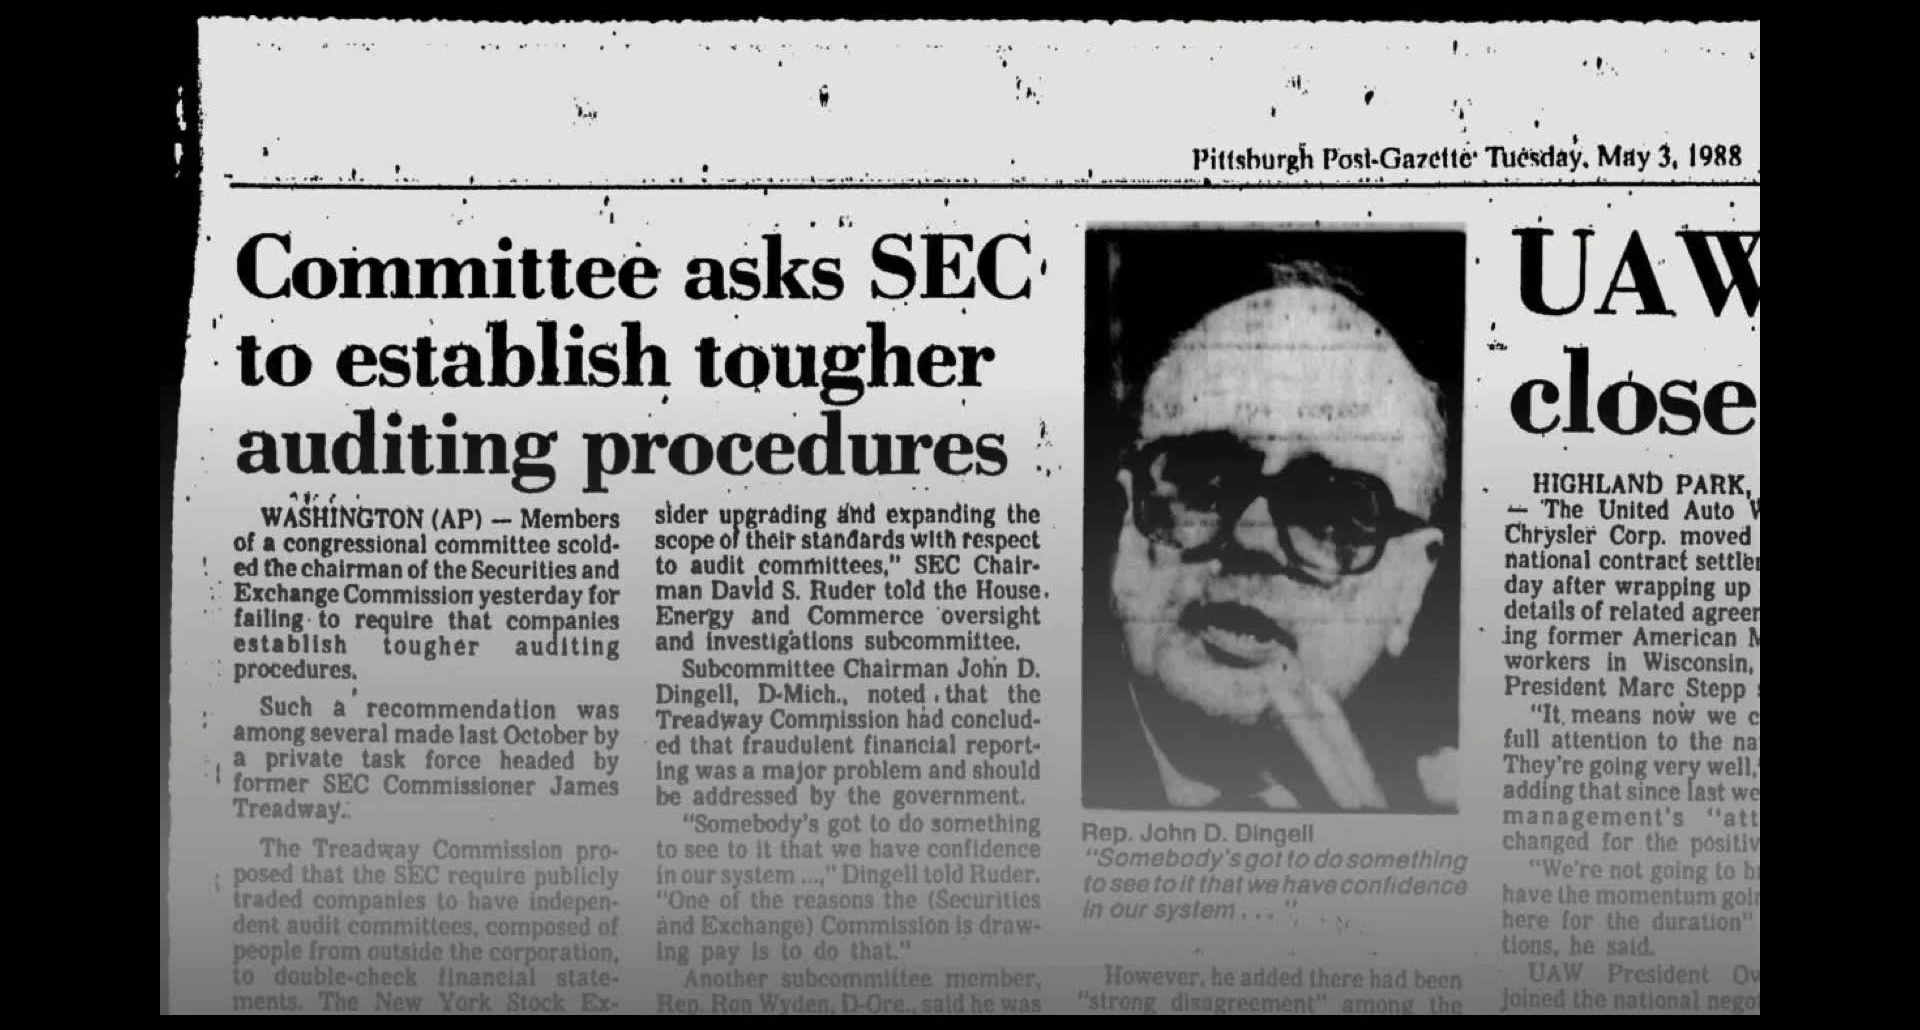 Pittsburgh Post-Gazette Tuesday, May 3, 1988
Committee asks SEC
to establish tougher
auditing procedures
WASHINGTON (AP) — Members
of a congressional committee scold-
ed the chairman of the Securities and
Exchange Commission yesterday for
failing to require that companies
establish tougher auditing
procedures.
Such a recommendation was
among several made last October by
a private task force headed by
former SEC Commissioner James
Treadway.
The Treadway Commission pro-
posed that the SEC require publicly
traded companies to have indepen-
dent audit committees, composed of
people from outside the corporation,
to double-check financial state-
ments. The New York Stock Ex-
sider upgrading and expanding the
scope of their standards with respect
to audit committees," SEC Chair-
man David S. Ruder told the House
Energy and Commerce oversight
and investigations subcommittee.
Subcommittee Chairman John D.
Dingell, D-Mich., noted that the
Treadway Commission had conclud-
ed that fraudulent financial report-
ing was a major problem and should
be addressed by the government.
"Somebody's got to do something
to see to it that we have confidence
in our system ...," Dingell told Ruder.
"One of the reasons the (Securities
and Exchange) Commission is draw-
ing pay is to do that."
Another subcommittee member,
Rep. Ron Wyden, D-Ore., said he was
Rep. John D. Dingell
"Somebody's got to do something
to see to it that we have confidence
in our system . . . "
However, he added there had been
"strong disagreement" among the
UAW
close
HIGHLAND PARK,
— The United Auto W
Chrysler Corp. moved
national contract settle
day after wrapping up
details of related agree
ing former American M
workers in Wisconsin,
President Marc Stepp
"It means now we c
full attention to the na
They're going very well,
adding that since last we
management's "att
changed for the positiv
"We're not going to b
have the momentum goi
here for the duration"
tions, he said.
UAW President Ow
joined the national nego